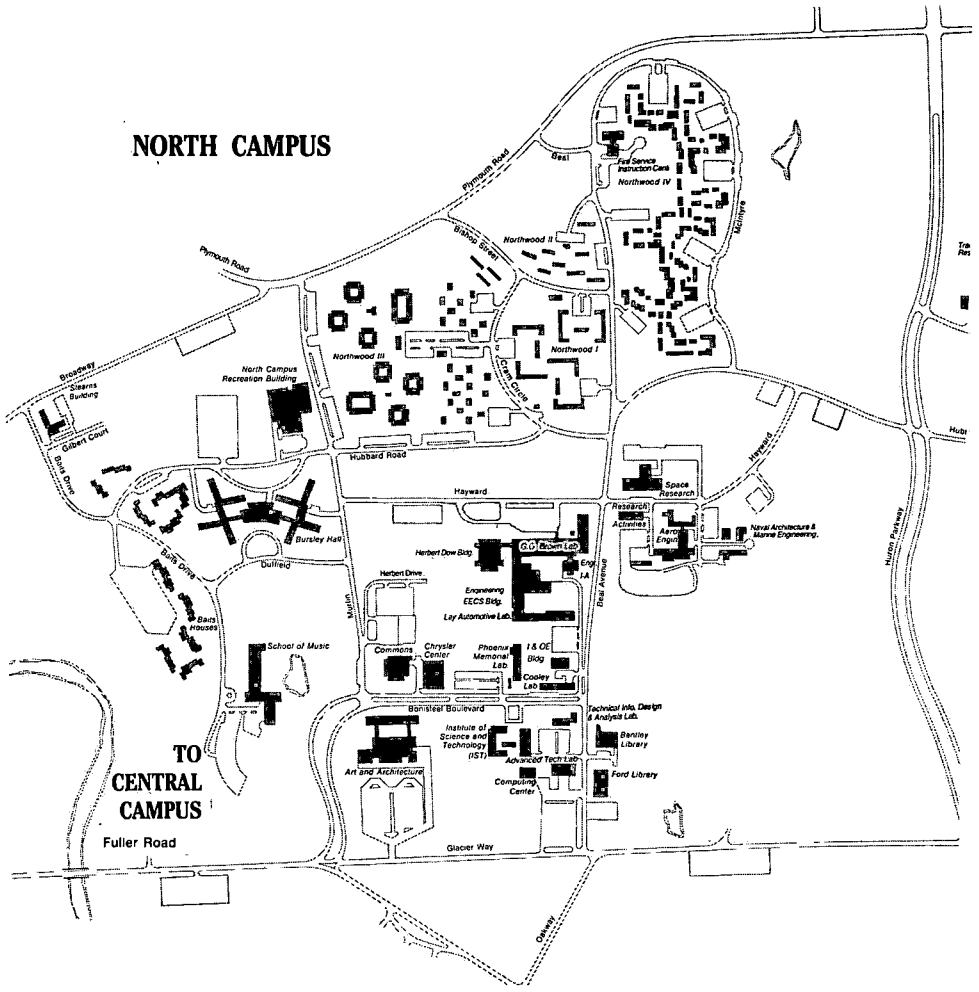 NORTH CAMPUS
Plymouth Road
Beal
Fire Service
Instruction Cent.
Northwood IV
McIntyre
Bishop Street
Northwood II
Plymouth Road
Northwood III
Northwood I
Cram Circle
Broadway
Stearns
Building
North Campus
Recreation Building
Gilbert Court
Baits Drive
Hubbard Road
Hayward
Hayward
Space
Research
Research
Activities
Naval Architecture &
Marine Engineering
Huron Parkway
Bursley Hall
Duffield
Baits Drive
Baits
Houses
Herbert Dow Bldg.
G.G. Brown Lab
Engr.
I-A
Herbert Drive
Murfin
Engineering
EECS Bldg.
Lay Automotive Lab.
Beal Avenue
School of Music
Commons
Chrysler
Center
Phoenix
Memorial
Lab.
I & OE
Bldg
Cooley
Lab
Bonisteel Boulevard
Technical Info. Design
& Analysis Lab.
Institute of
Science and
Technology
(IST)
Bentley
Library
Advanced Tech Lab
Art and Architecture
Computing
Center
Ford Library
TO
CENTRAL
CAMPUS
Fuller Road
Glacier Way
Oakway